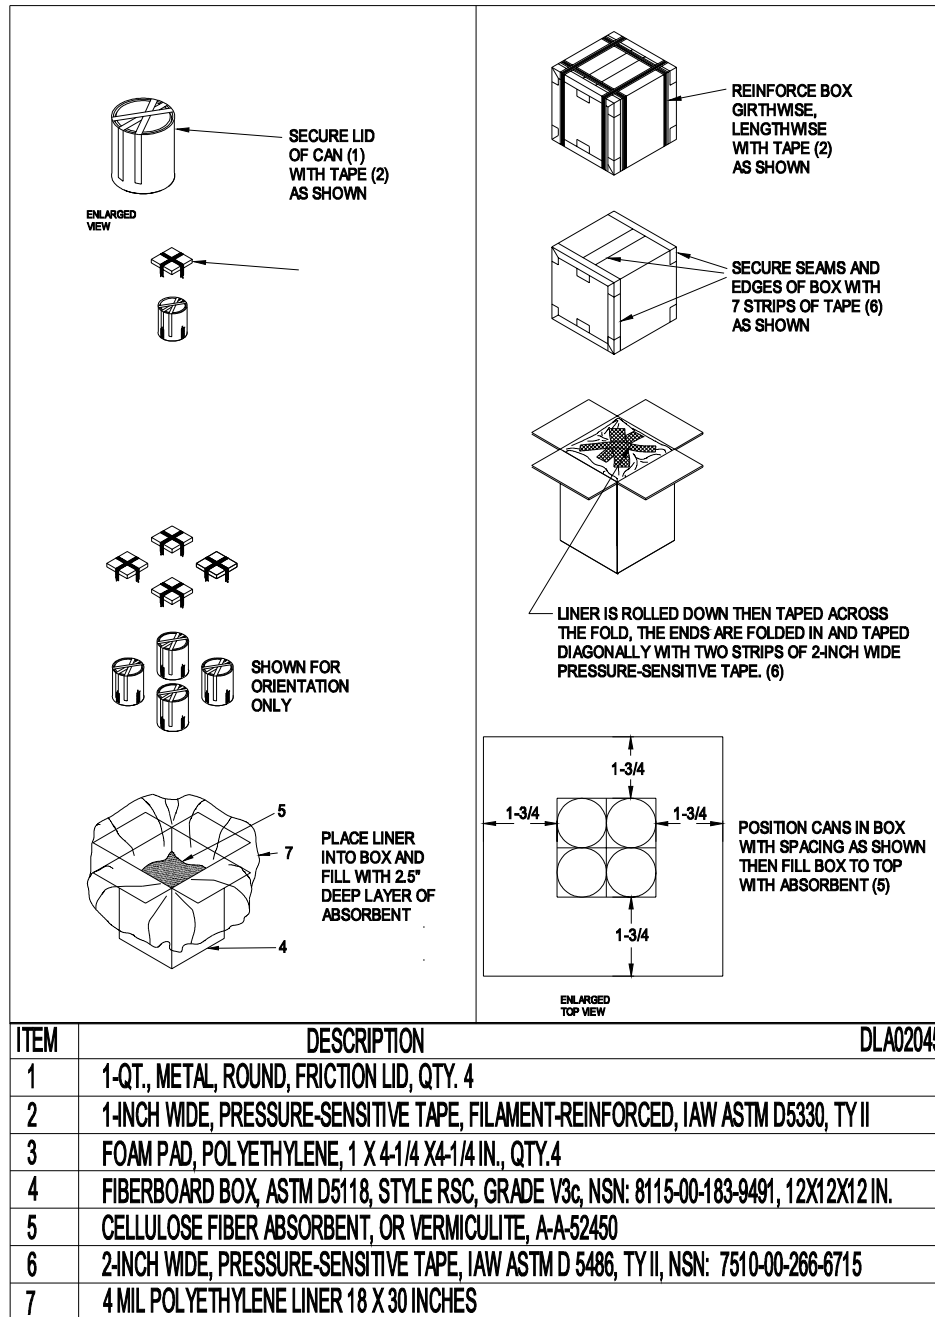 SECURE LID
OF CAN (1)
WITH TAPE (2)
AS SHOWN
ENLARGED
VIEW
SHOWN FOR
ORIENTATION
ONLY
5
7
4
PLACE LINER
INTO BOX AND
FILL WITH 2.5"
DEEP LAYER OF
ABSORBENT
REINFORCE BOX
GIRTHWISE,
LENGTHWISE
WITH TAPE (2)
AS SHOWN
SECURE SEAMS AND
EDGES OF BOX WITH
7 STRIPS OF TAPE (6)
AS SHOWN
LINER IS ROLLED DOWN THEN TAPED ACROSS
THE FOLD, THE ENDS ARE FOLDED IN AND TAPED
DIAGONALLY WITH TWO STRIPS OF 2-INCH WIDE
PRESSURE-SENSITIVE TAPE. (6)
1-3/4
1-3/4
1-3/4
1-3/4
POSITION CANS IN BOX
WITH SPACING AS SHOWN
THEN FILL BOX TO TOP
WITH ABSORBENT (5)
ENLARGED
TOP VIEW
ITEM DESCRIPTION DLA02045
1 1-QT., METAL, ROUND, FRICTION LID, QTY. 4
2 1-INCH WIDE, PRESSURE-SENSITIVE TAPE, FILAMENT-REINFORCED, IAW ASTM D5330, TY II
3 FOAM PAD, POLYETHYLENE, 1 X 4-1/4 X4-1/4 IN., QTY.4
4 FIBERBOARD BOX, ASTM D5118, STYLE RSC, GRADE V3c, NSN: 8115-00-183-9491, 12X12X12 IN.
5 CELLULOSE FIBER ABSORBENT, OR VERMICULITE, A-A-52450
6 2-INCH WIDE, PRESSURE-SENSITIVE TAPE, IAW ASTM D 5486, TY II, NSN: 7510-00-266-6715
7 4 MIL POLYETHYLENE LINER 18 X 30 INCHES